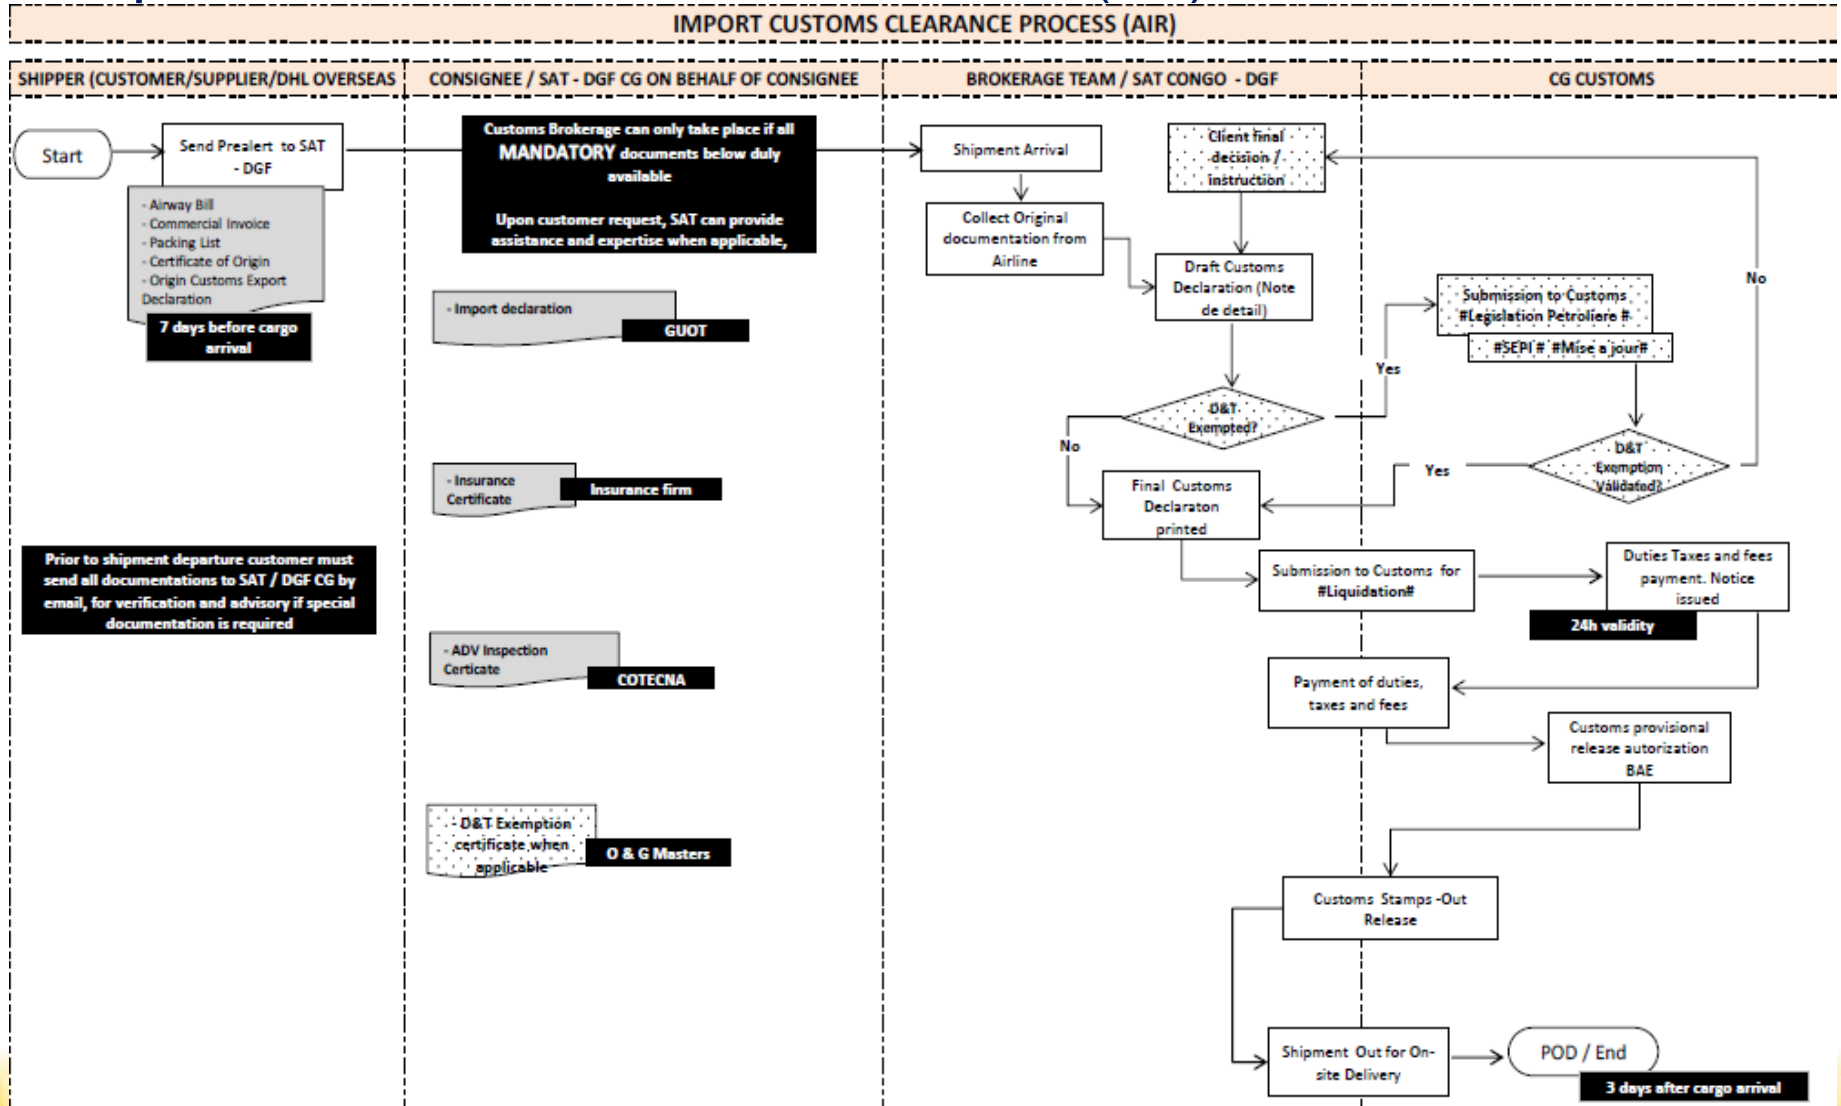 IMPORT CUSTOMS CLEARANCE PROCESS (AIR)
SHIPPER (CUSTOMER/SUPPLIER/DHL OVERSEAS
CONSIGNEE / SAT - DGF CG ON BEHALF OF CONSIGNEE
BROKERAGE TEAM / SAT CONGO - DGF
CG CUSTOMS
Start
Send Prealert to SAT
- DGF
- Airway Bill
- Commercial Invoice
- Packing List
- Certificate of Origin
- Origin Customs Export
Declaration
7 days before cargo
arrival
Prior to shipment departure customer must
send all documentations to SAT / DGF CG by
email, for verification and advisory if special
documentation is required
Customs Brokerage can only take place if all
MANDATORY documents below duly
available
Upon customer request, SAT can provide
assistance and expertise when applicable,
- Import declaration
GUOT
- Insurance
Certificate
Insurance firm
- ADV Inspection
Certicate
COTECNA
- D&T Exemption
certificate when
applicable
O & G Masters
Shipment Arrival
Collect Original
documentation from
Airline
Client final
decision /
instruction
Draft Customs
Declaration (Note
de detail)
D&T
Exempted?
No
Yes
Final Customs
Declaraton
printed
Submission to Customs
#Legislation Petroliere #
#SEPI # #Mise a jour#
D&T
Exemption
Validated?
No
Yes
Submission to Customs for
#Liquidation#
Duties Taxes and fees
payment. Notice
issued
24h validity
Payment of duties,
taxes and fees
Customs provisional
release autorization
BAE
Customs Stamps -Out
Release
Shipment Out for On-
site Delivery
POD / End
3 days after cargo arrival